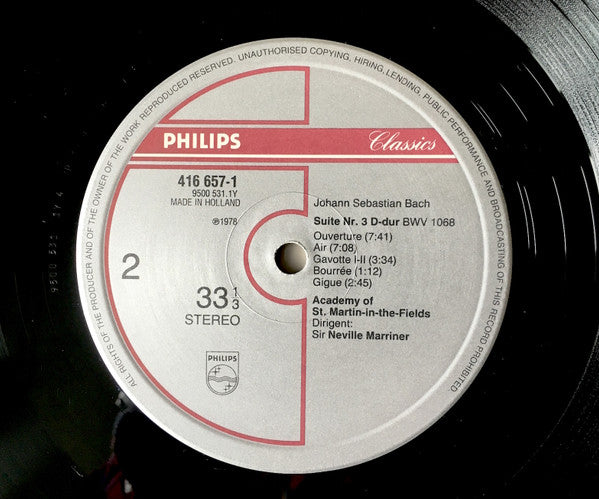 ALL RIGHTS OF THE PRODUCER AND OF THE OWNER OF THE WORK REPRODUCED RESERVED. UNAUTHORISED COPYING, HIRING, LENDING, PUBLIC PERFORMANCE AND BROADCASTING OF THIS RECORD PROHIBITED.
PHILIPS
Classics
416 657-1
9500 531.1Y
MADE IN HOLLAND
℗1978
2
33 1/3
STEREO
PHILIPS
Johann Sebastian Bach
Suite Nr. 3 D-dur BWV 1068
Ouverture (7:41)
Air (7:08)
Gavotte I-II (3:34)
Bourrée (1:12)
Gigue (2:45)
Academy of
St. Martin-in-the-Fields
Dirigent:
Sir Neville Marriner